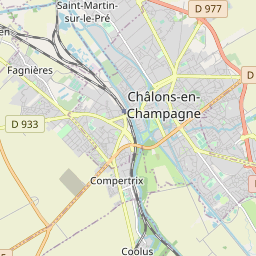 Saint-Martin-
sur-le-Pré
D 977
Fagnières
D
Châlons-en-
Champagne
D 933
Compertrix
D
Coolus